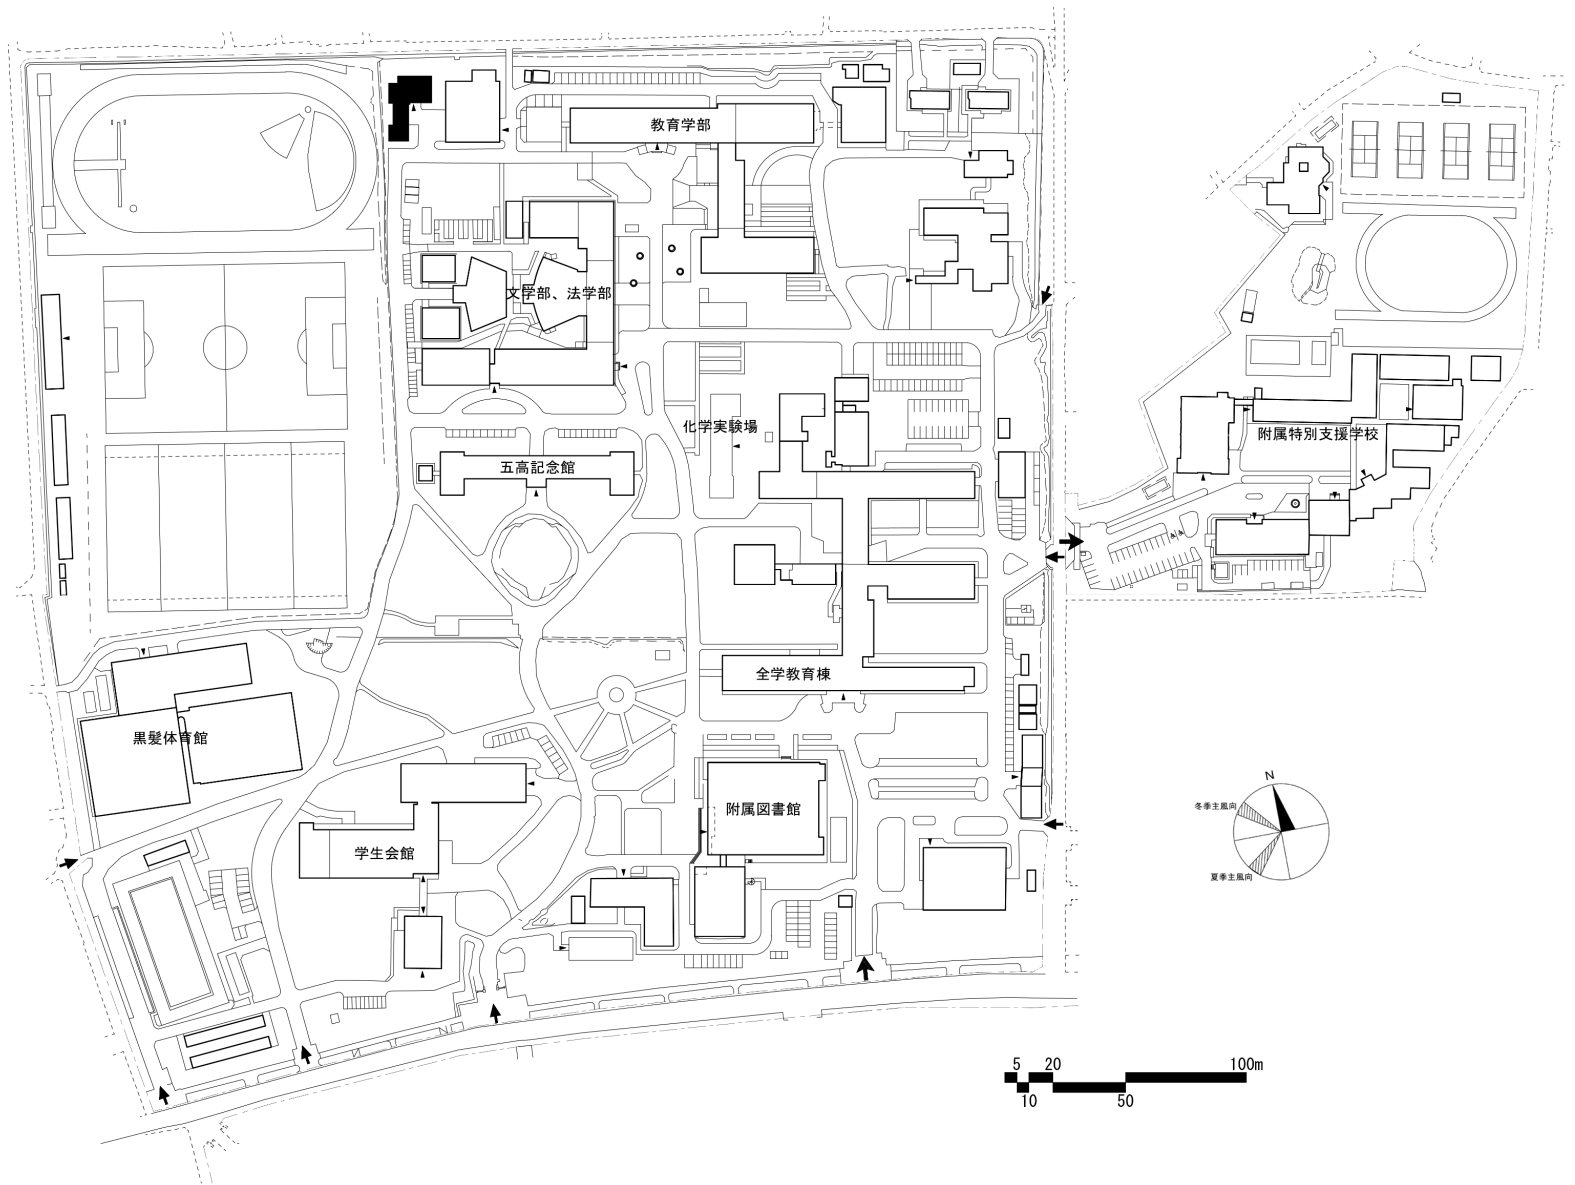 教育学部
文学部、法学部
化学実験場
附属特別支援学校
五高記念館
全学教育棟
黒髪体育館
N
冬季主風向
附属図書館
学生会館
夏季主風向
5 20 100m
10 50